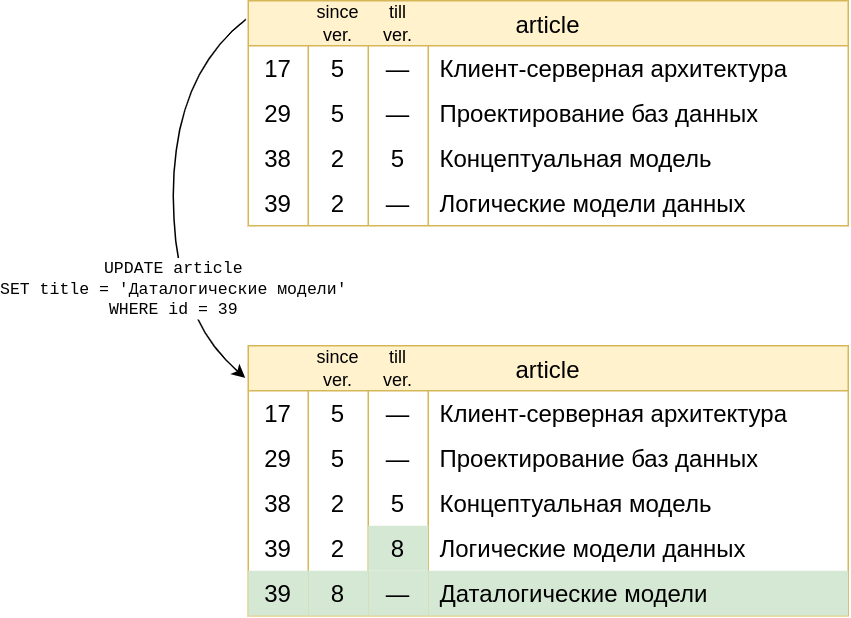 since till
ver. ver. article
17 5 — Клиент-серверная архитектура
29 5 — Проектирование баз данных
38 2 5 Концептуальная модель
39 2 — Логические модели данных
UPDATE article
SET title = 'Даталогические модели'
WHERE id = 39
since till
ver. ver. article
17 5 — Клиент-серверная архитектура
29 5 — Проектирование баз данных
38 2 5 Концептуальная модель
39 2 8 Логические модели данных
39 8 — Даталогические модели